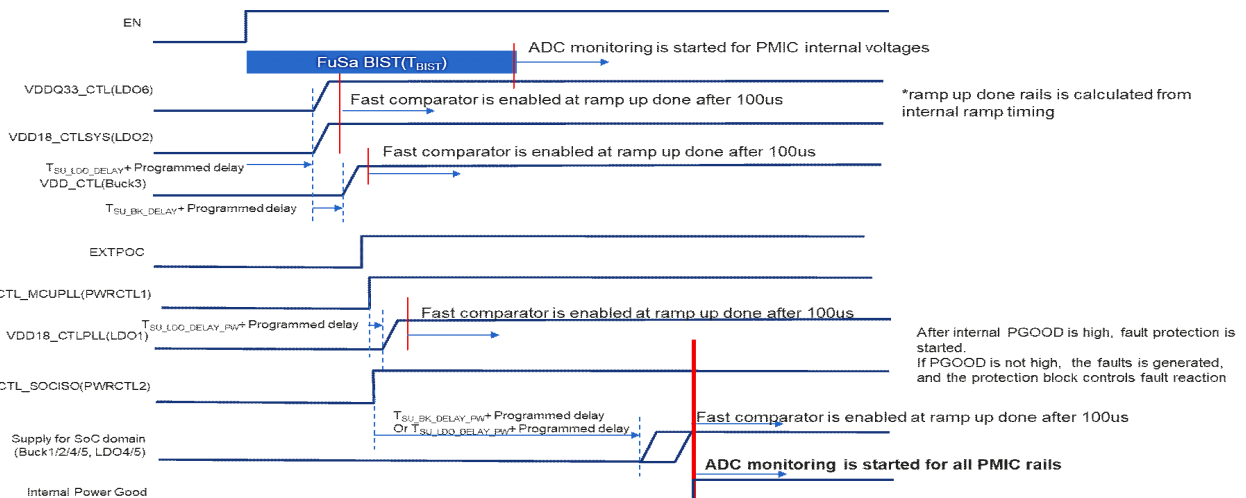 EN
FuSa BIST(TBIST)
ADC monitoring is started for PMIC internal voltages
VDDQ33_CTL(LDO6)
Fast comparator is enabled at ramp up done after 100us
*ramp up done rails is calculated from
internal ramp timing
VDD18_CTLSYS(LDO2)
Fast comparator is enabled at ramp up done after 100us
TSU_LDO_DELAY+ Programmed delay
VDD_CTL(Buck3)
TSU_BK_DELAY+ Programmed delay
EXTPOC
CTL_MCUPLL(PWRCTL1)
Fast comparator is enabled at ramp up done after 100us
TSU_LDO_DELAY_PW+ Programmed delay
VDD18_CTLPLL(LDO1)
After internal PGOOD is high, fault protection is
started.
If PGOOD is not high, the faults is generated,
and the protection block controls fault reaction
CTL_SOCISO(PWRCTL2)
TSU_BK_DELAY_PW+ Programmed delay
Or TSU_LDO_DELAY_PW+ Programmed delay
Fast comparator is enabled at ramp up done after 100us
Supply for SoC domain
(Buck1/2/4/5, LDO4/5)
ADC monitoring is started for all PMIC rails
Internal Power Good